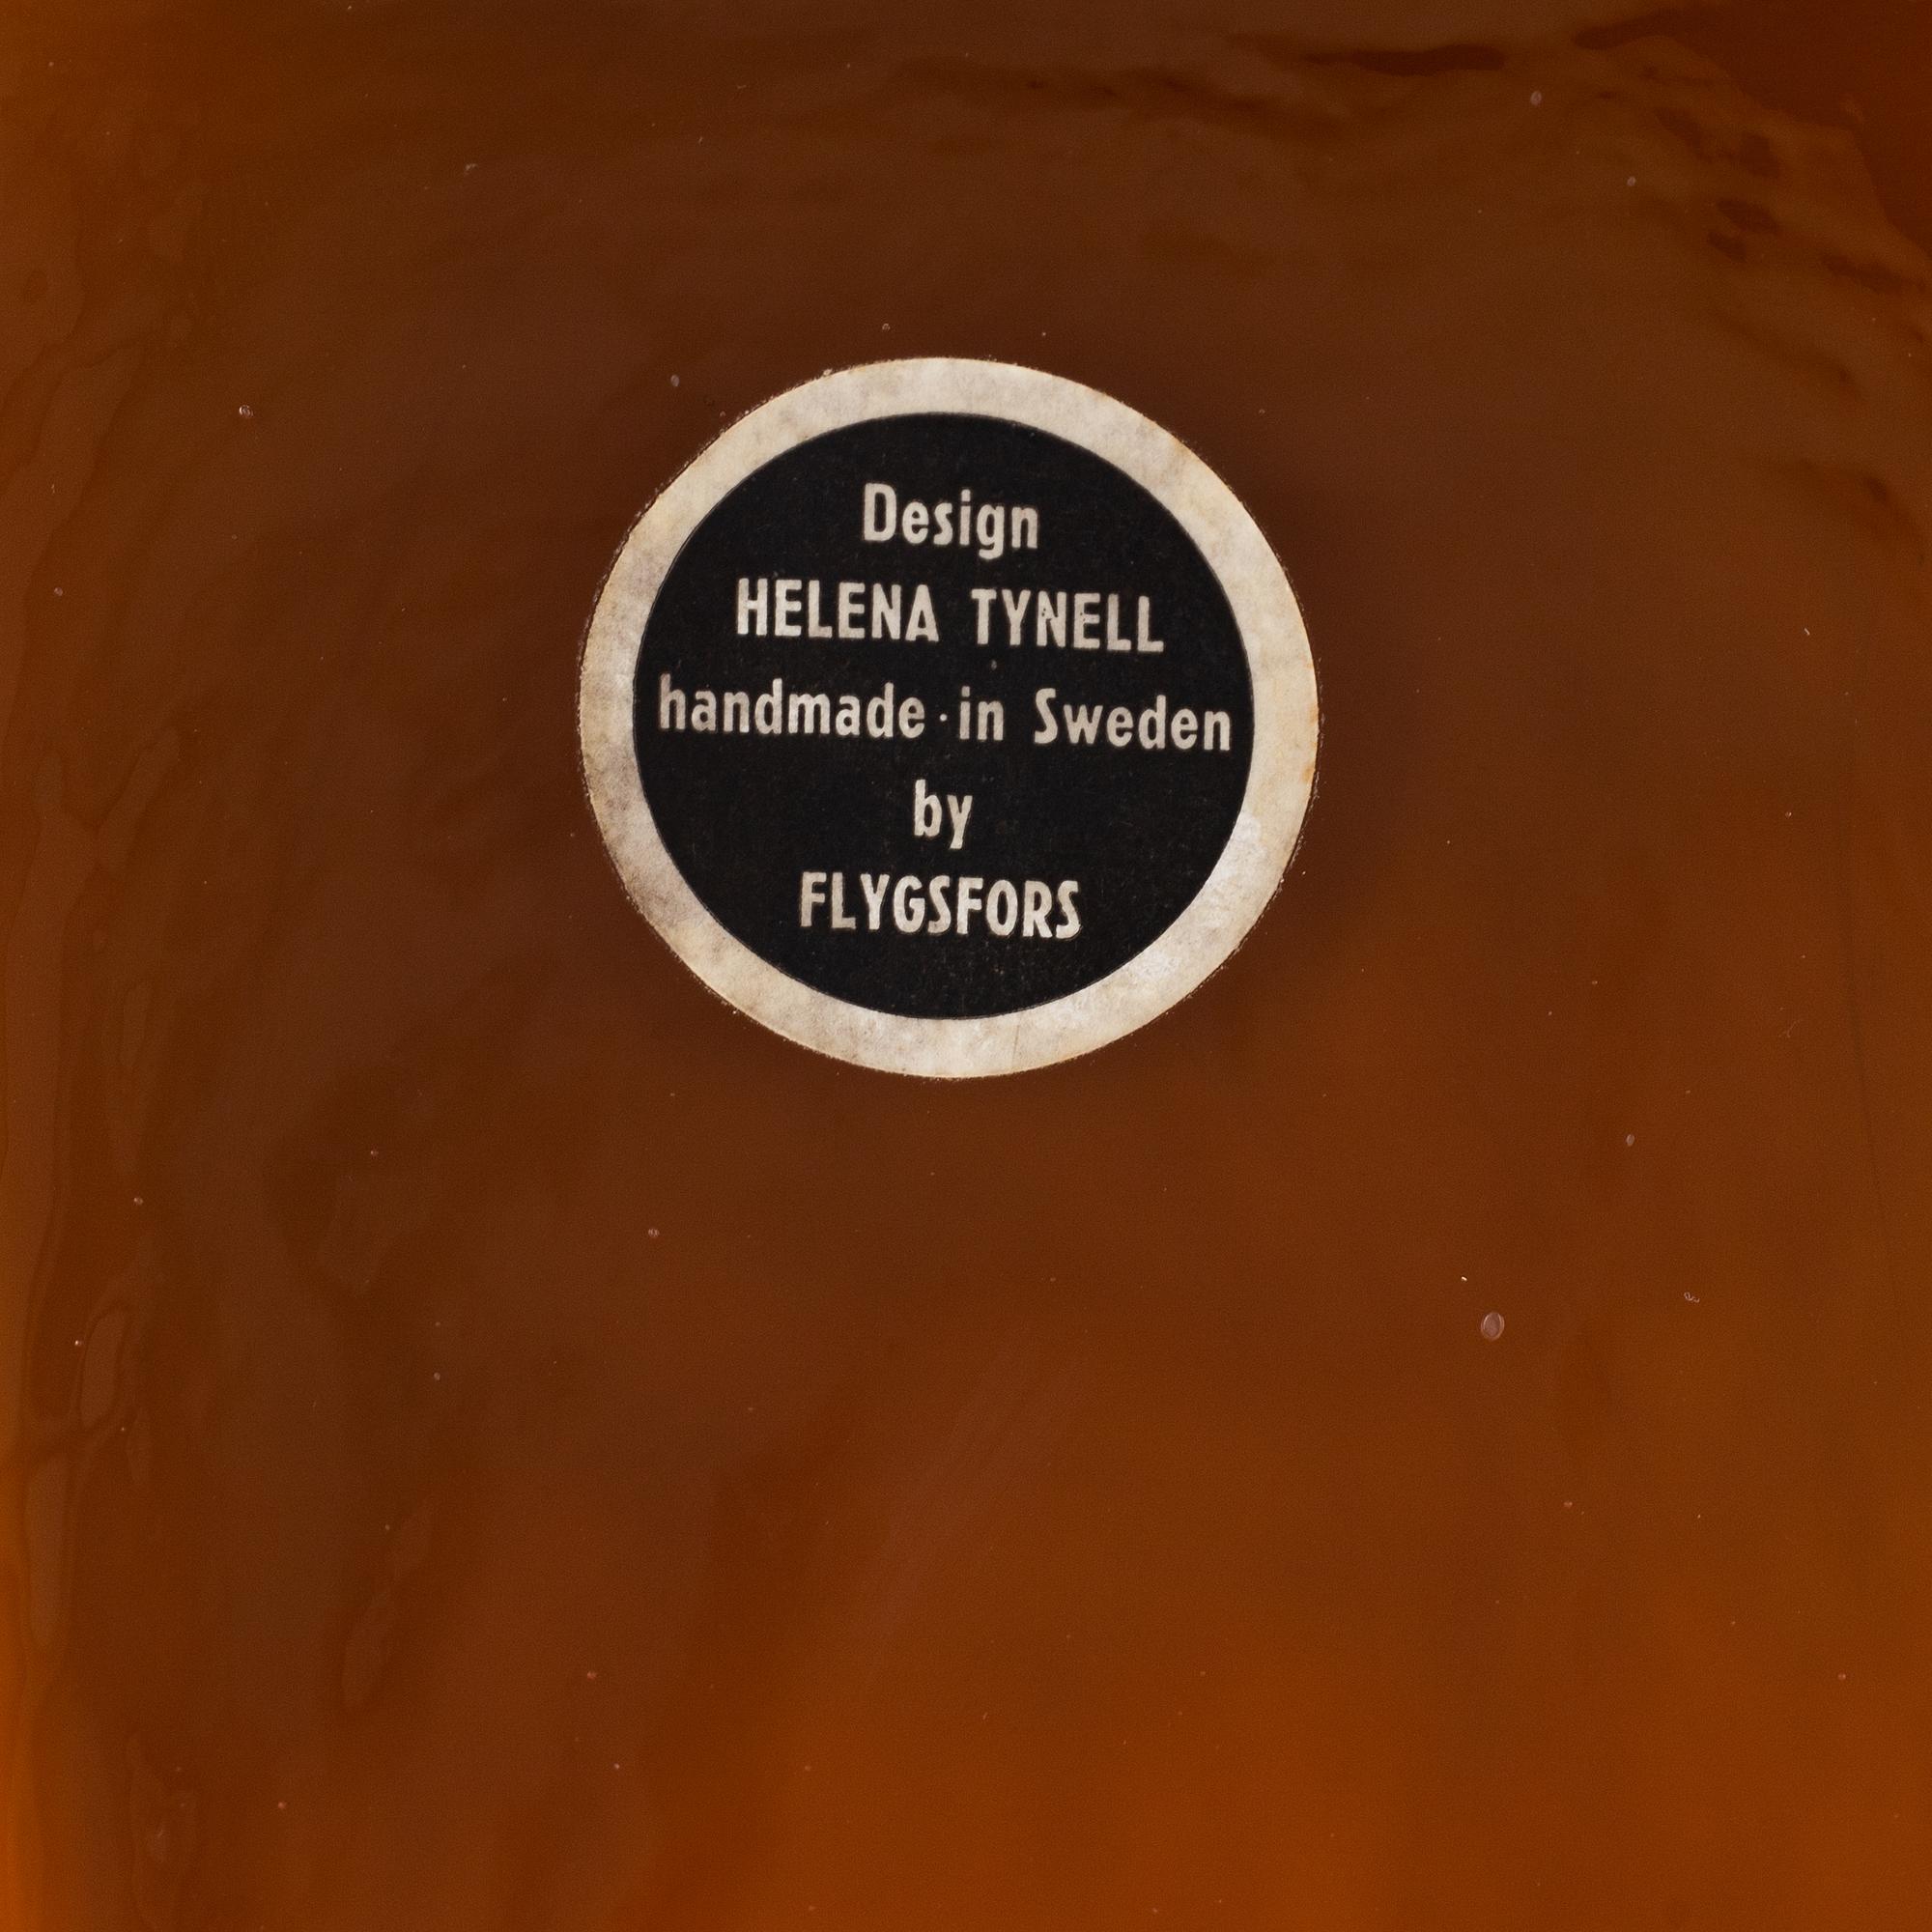 Design
HELENA TYNELL
handmade·in Sweden
by
FLYGSFORS